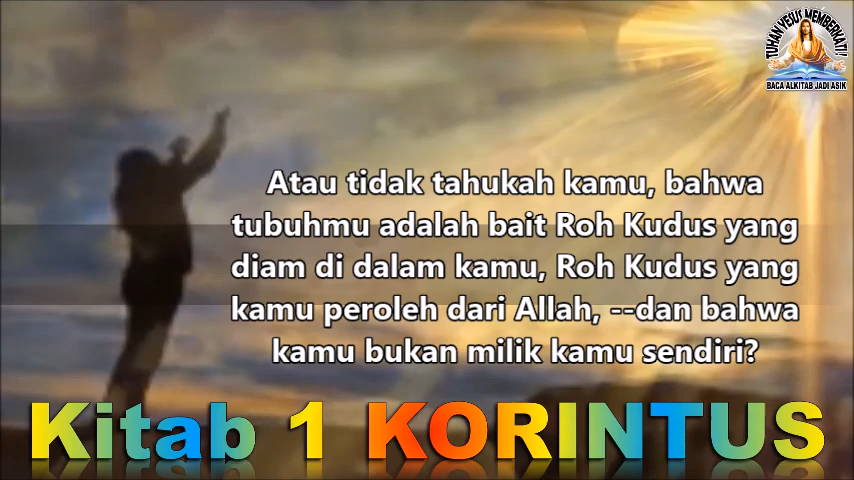 TUHAN YESUS MEMBERKATI!
BACA ALKITAB JADI ASIK
Atau tidak tahukah kamu, bahwa
tubuhmu adalah bait Roh Kudus yang
diam di dalam kamu, Roh Kudus yang
kamu peroleh dari Allah, --dan bahwa
kamu bukan milik kamu sendiri?
Kitab 1 KORINTUS